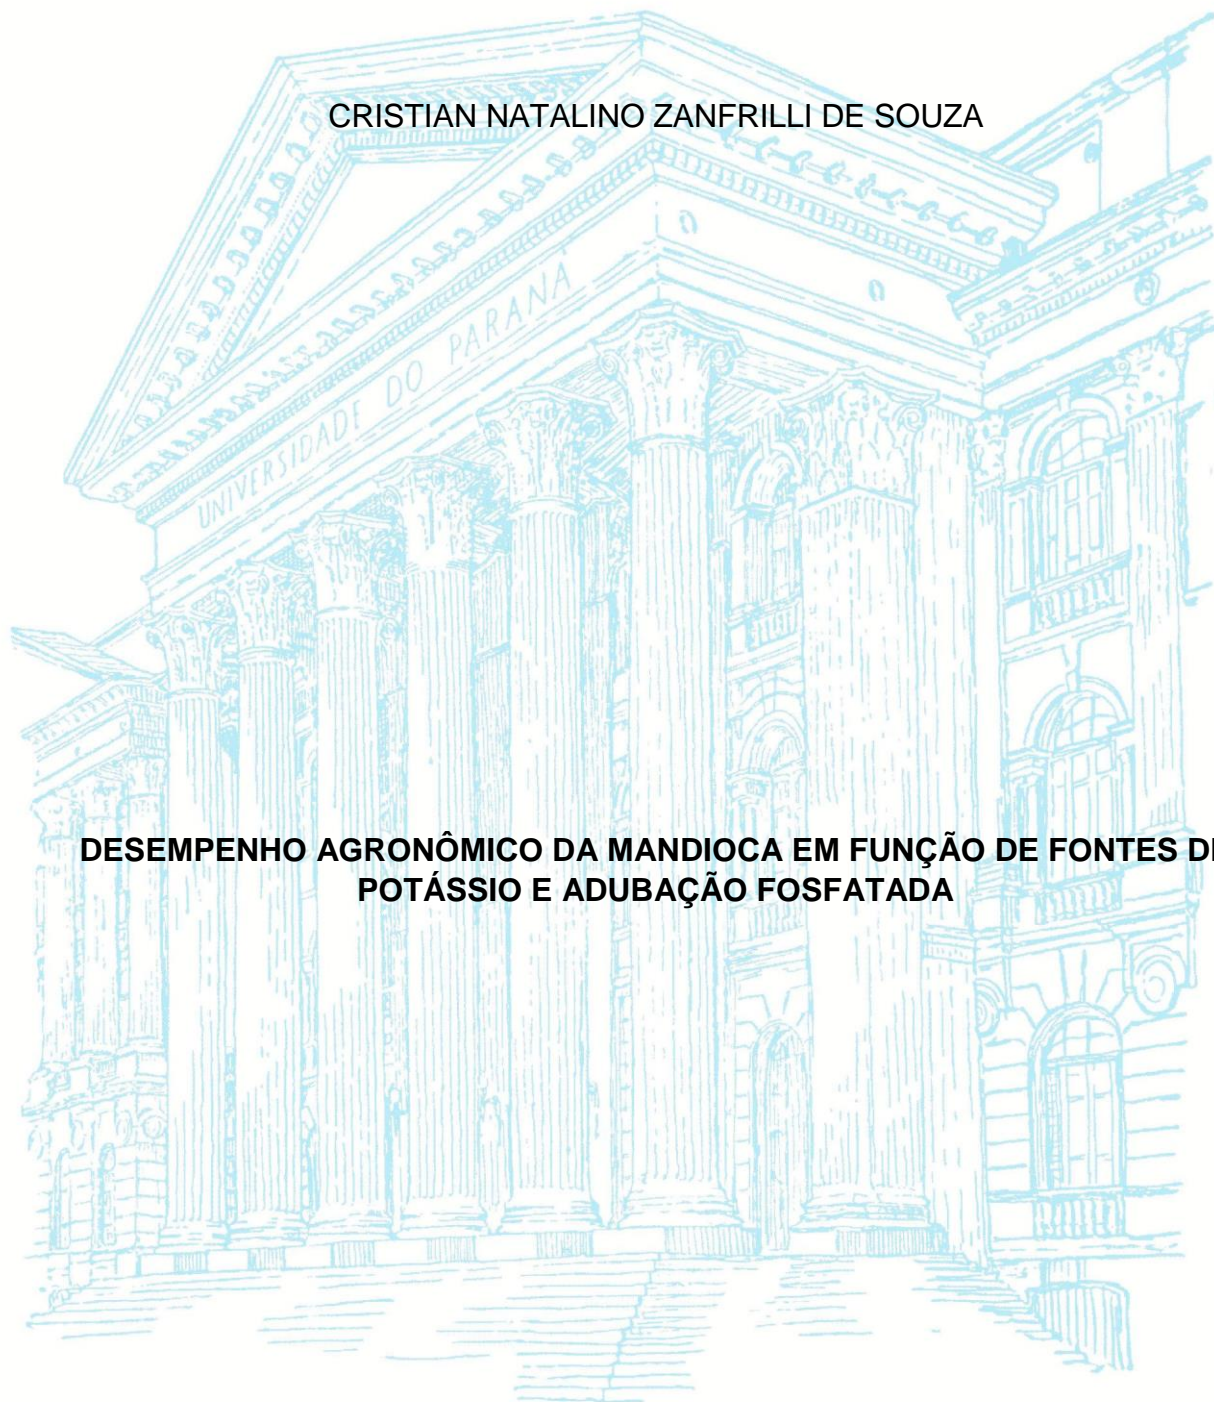 CRISTIAN NATALINO ZANFRILLI DE SOUZA
UNIVERSIDADE DO PARANÁ
DESEMPENHO AGRONÔMICO DA MANDIOCA EM FUNÇÃO DE FONTES DE
POTÁSSIO E ADUBAÇÃO FOSFATADA